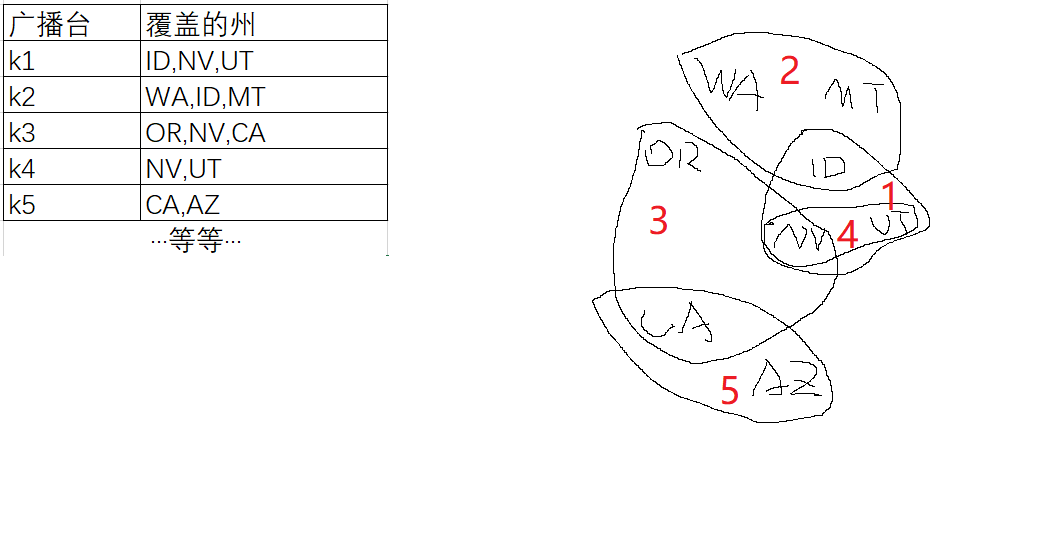 广播台 覆盖的州
k1 ID,NV,UT
k2 WA,ID,MT
k3 OR,NV,CA
k4 NV,UT
k5 CA,AZ
…等等…
2
WA MT
OR ID
1
3 NV 4 UT
CA
5 AZ